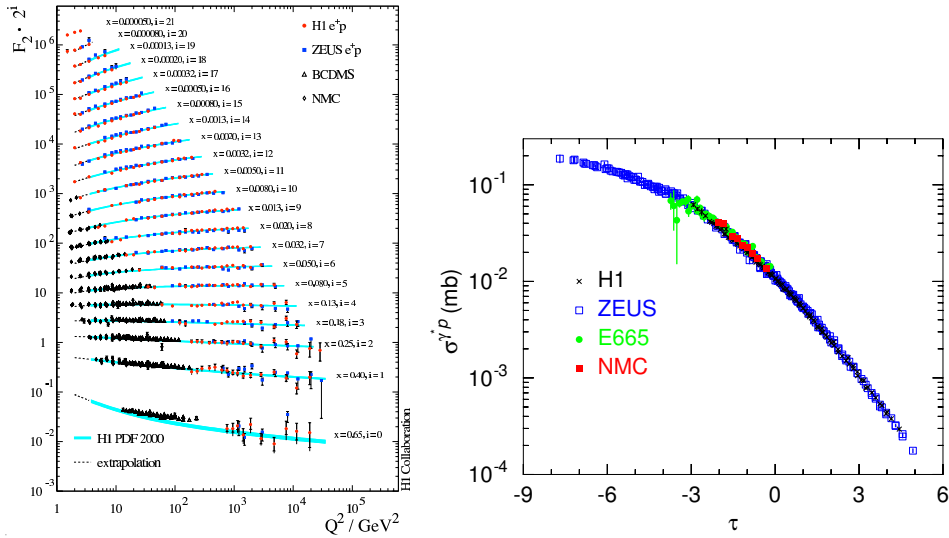 F₂ · 2ⁱ
x = 0.000050, i = 21
x = 0.000080, i = 20
x = 0.00013, i = 19
x = 0.00020, i = 18
x = 0.00032, i = 17
x = 0.00050, i = 16
x = 0.00080, i = 15
x = 0.0013, i = 14
x = 0.0020, i = 13
x = 0.0032, i = 12
x = 0.0050, i = 11
x = 0.0080, i = 10
x = 0.013, i = 9
x = 0.020, i = 8
x = 0.032, i = 7
x = 0.050, i = 6
x = 0.080, i = 5
x = 0.13, i = 4
x = 0.18, i = 3
x = 0.25, i = 2
x = 0.40, i = 1
x = 0.65, i = 0
H1 e⁺p
ZEUS e⁺p
BCDMS
NMC
H1 PDF 2000
extrapolation
H1 Collaboration
10⁶
10⁵
10⁴
10³
10²
10
1
10⁻¹
10⁻²
10⁻³
1 10 10² 10³ 10⁴ 10⁵
Q² / GeV²
σ^γ*p (mb)
10⁻¹
10⁻²
10⁻³
10⁻⁴
H1
ZEUS
E665
NMC
-9 -6 -3 0 3 6
τ